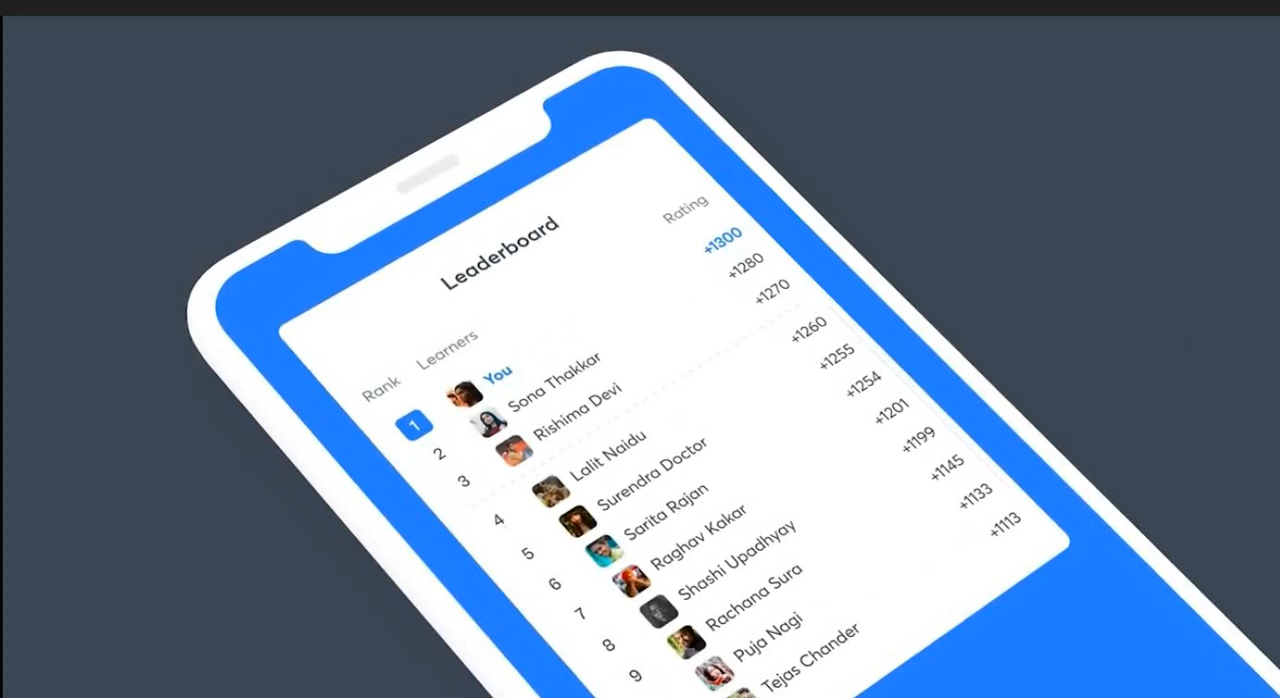 Leaderboard
Rank Learners Rating
1 You +1300
2 Sona Thakkar +1280
3 Rishima Devi +1270
4 Lalit Naidu +1260
5 Surendra Doctor +1255
6 Sarita Rajan +1254
7 Raghav Kakar +1201
8 Shashi Upadhyay +1199
9 Rachana Sura +1145
Puja Nagi +1133
Tejas Chander +1113